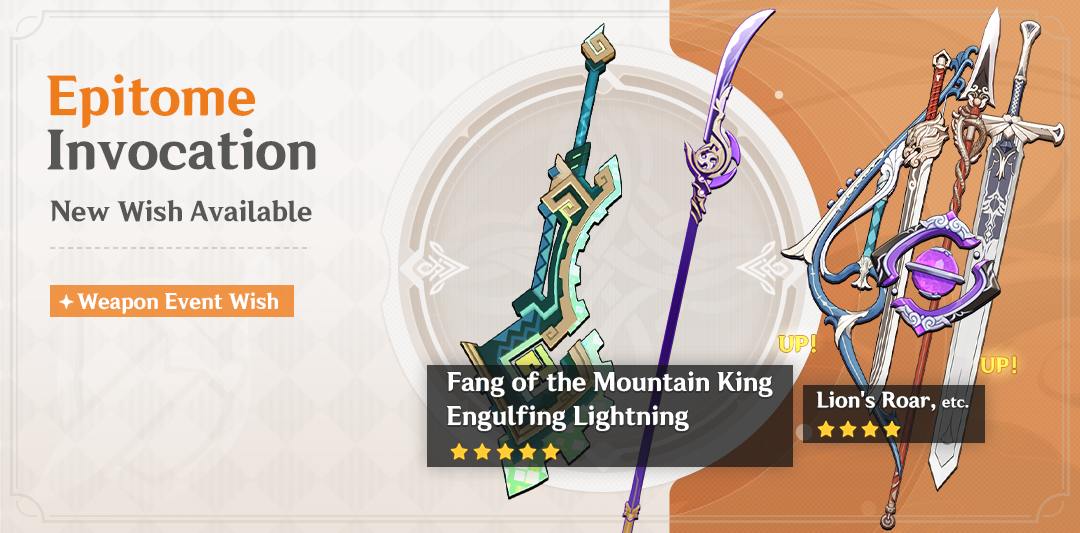 Epitome
Invocation
New Wish Available
Weapon Event Wish
Fang of the Mountain King
Engulfing Lightning
UP!
Lion's Roar, etc.
UP!